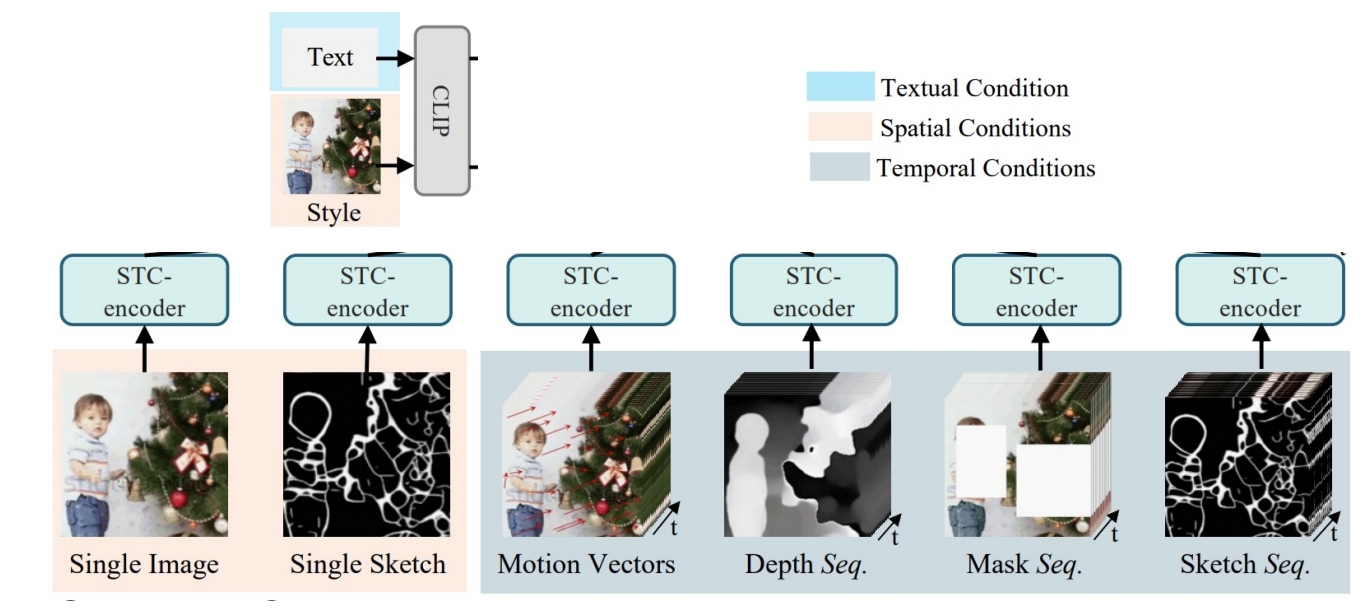 Text
CLIP
Style
Textual Condition
Spatial Conditions
Temporal Conditions
STC-
encoder
STC-
encoder
STC-
encoder
STC-
encoder
STC-
encoder
STC-
encoder
t
t
t
t
Single Image
Single Sketch
Motion Vectors
Depth Seq.
Mask Seq.
Sketch Seq.